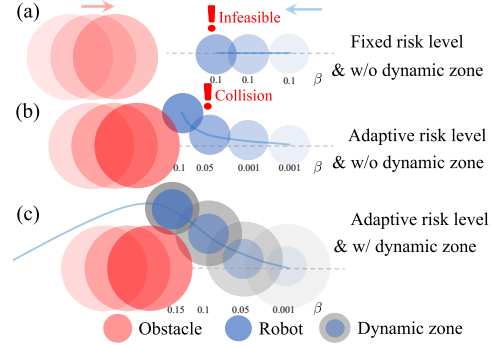 (a)
Infeasible
Fixed risk level
& w/o dynamic zone
0.1 0.1 0.1 β
(b)
Collision
Adaptive risk level
& w/o dynamic zone
0.1 0.05 0.001 0.001 β
(c)
Adaptive risk level
& w/ dynamic zone
0.15 0.1 0.05 0.001 β
Obstacle Robot Dynamic zone